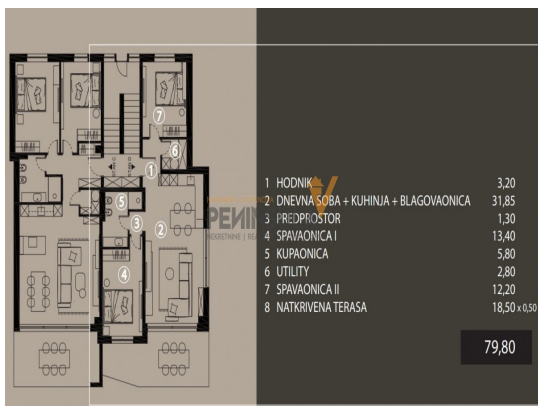 1 HODNIK 3,20
2 DNEVNA SOBA + KUHINJA + BLAGOVAONICA 31,85
3 PREDPROSTOR 1,30
4 SPAVAONICA I 13,40
5 KUPAONICA 5,80
6 UTILITY 2,80
7 SPAVAONICA II 12,20
8 NATKRIVENA TERASA 18,50 x 0,50
79,80
7
6
1
5
3
2
4
NEKRETNINE